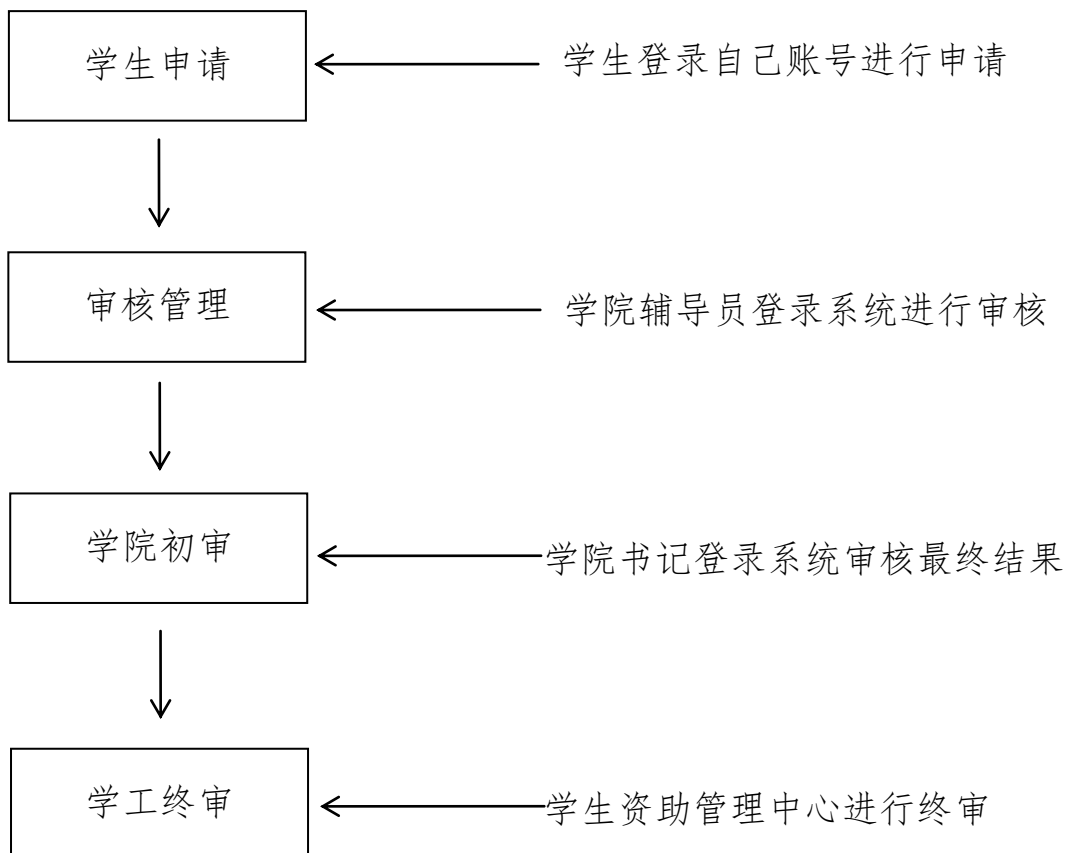 学生申请
学生登录自己账号进行申请
审核管理
学院辅导员登录系统进行审核
学院初审
学院书记登录系统审核最终结果
学工终审
学生资助管理中心进行终审